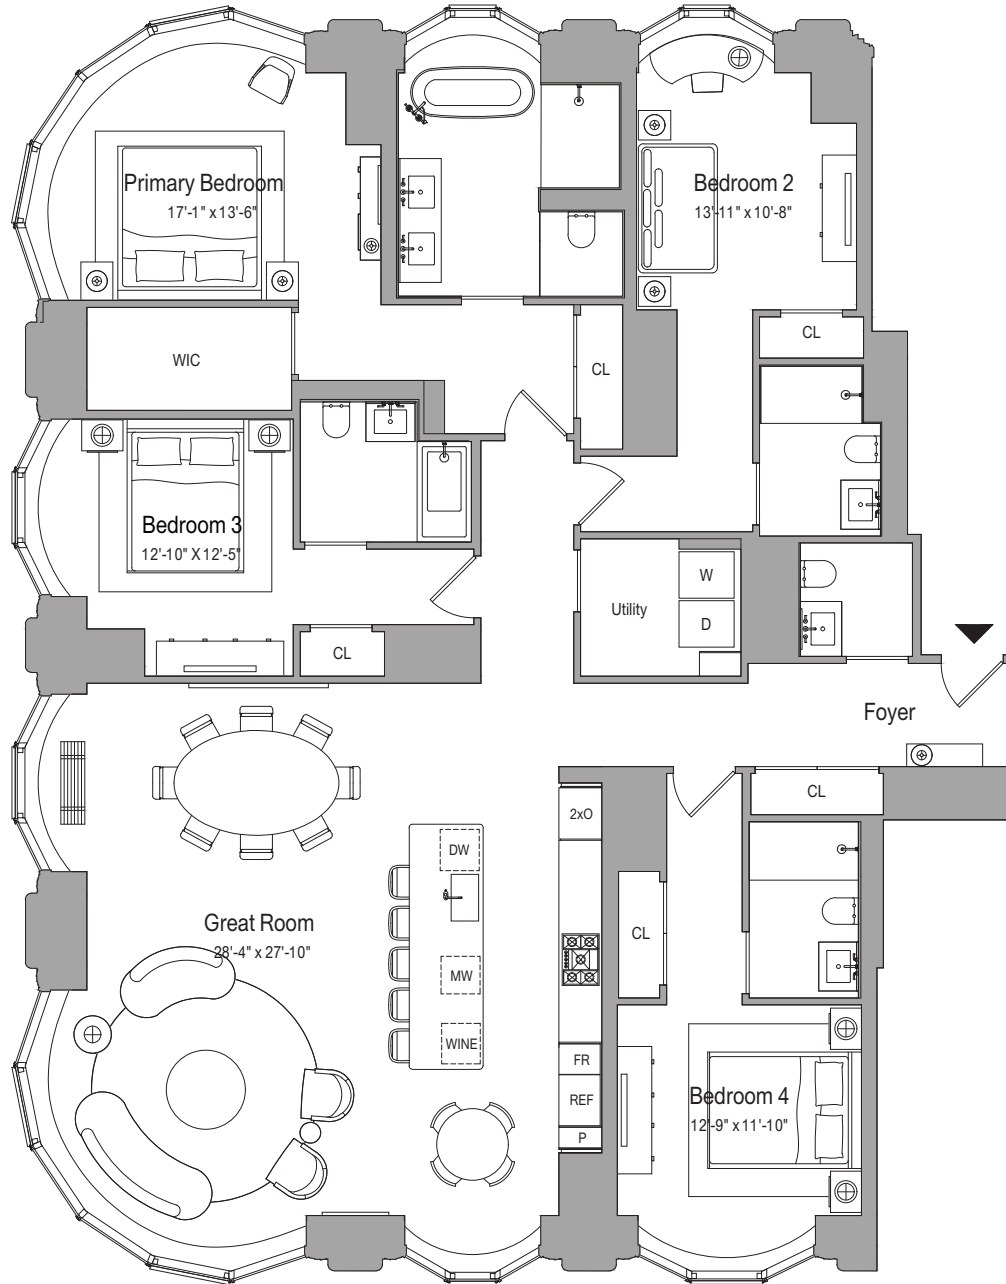 Primary Bedroom
17'-1" x 13'-6"
Bedroom 2
13'-11" x 10'-8"
CL
WIC
CL
Bedroom 3
12'-10" X 12'-5"
W
Utility
D
CL
Foyer
CL
2xO
DW
Great Room
28'-4" x 27'-10"
CL
MW
WINE
FR
REF
P
Bedroom 4
12'-9" x 11'-10"